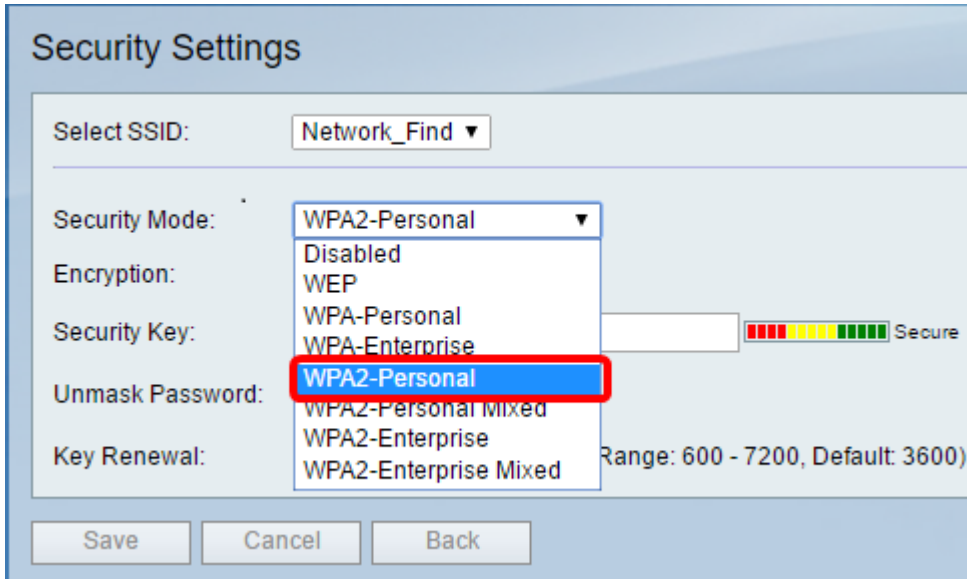 Security Settings
Select SSID: Network_Find ▼
Security Mode: WPA2-Personal ▼
Disabled
Encryption:
WEP
WPA-Personal
Security Key: Secure
WPA-Enterprise
WPA2-Personal
Unmask Password:
WPA2-Personal Mixed
WPA2-Enterprise
Key Renewal: Range: 600 - 7200, Default: 3600)
WPA2-Enterprise Mixed
Save Cancel Back